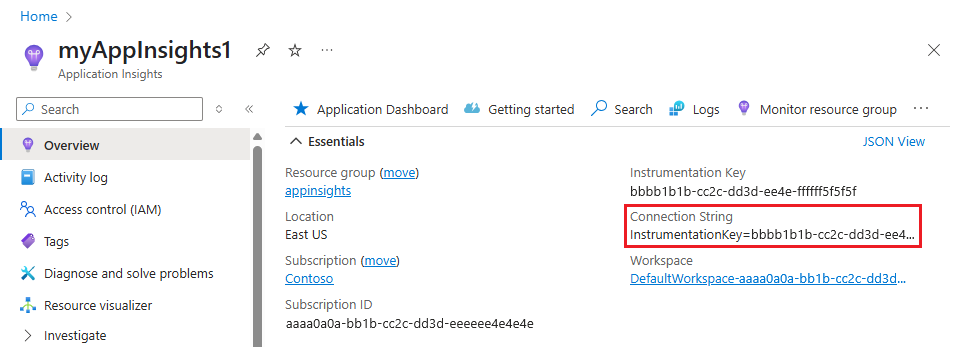 Home
myAppInsights1
Application Insights
Search
Overview
Activity log
Access control (IAM)
Tags
Diagnose and solve problems
Resource visualizer
Investigate
Application Dashboard Getting started Search Logs Monitor resource group
Essentials JSON View
Resource group (move)
appinsights
Location
East US
Subscription (move)
Contoso
Subscription ID
aaaa0a0a-bb1b-cc2c-dd3d-eeeeee4e4e4e
Instrumentation Key
bbbb1b1b-cc2c-dd3d-ee4e-ffffff5f5f5f
Connection String
InstrumentationKey=bbbb1b1b-cc2c-dd3d-ee4...
Workspace
DefaultWorkspace-aaaa0a0a-bb1b-cc2c-dd3d...